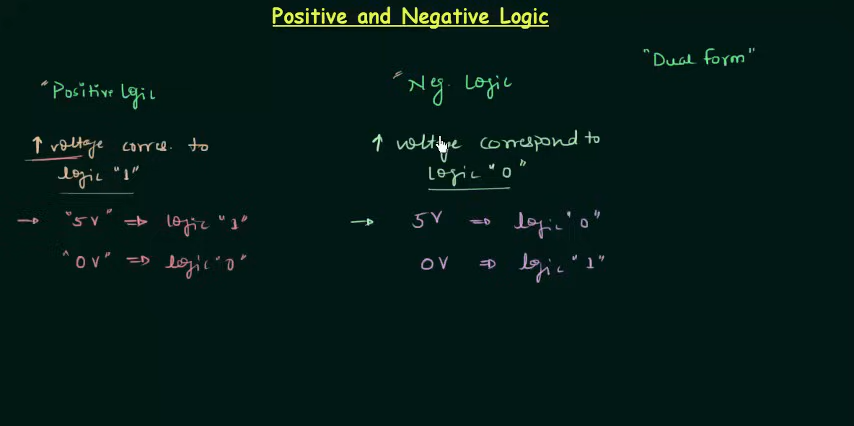 Positive and Negative Logic
"Dual Form"
"Positive Logic
"Neg. Logic
↑ voltage corres. to
logic "1"
↑ voltage correspond to
logic "0"
→ "5V" ⇒ logic "1"
"0V" ⇒ logic "0"
→ 5V ⇒ logic "0"
0V ⇒ logic "1"